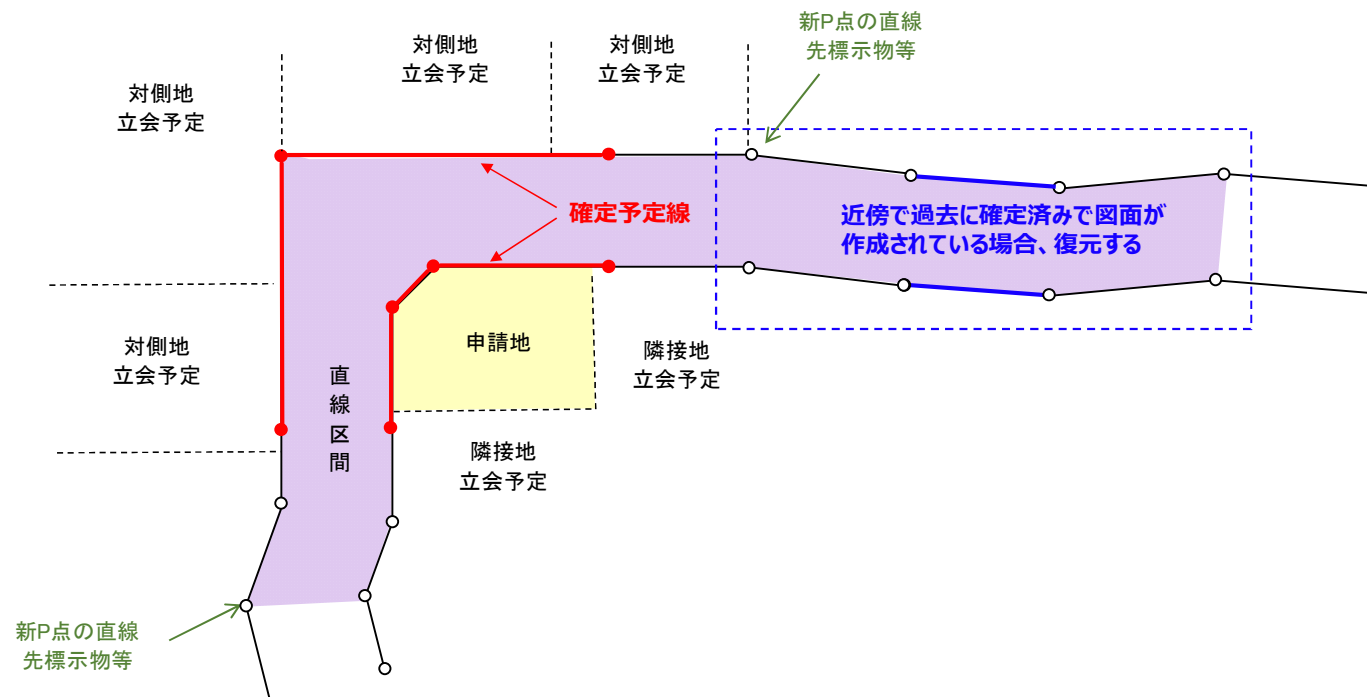 新P点の直線
先標示物等
対側地
立会予定
対側地
立会予定
対側地
立会予定
確定予定線
近傍で過去に確定済みで図面が
作成されている場合、復元する
対側地
立会予定
直線区間
申請地
隣接地
立会予定
隣接地
立会予定
新P点の直線
先標示物等